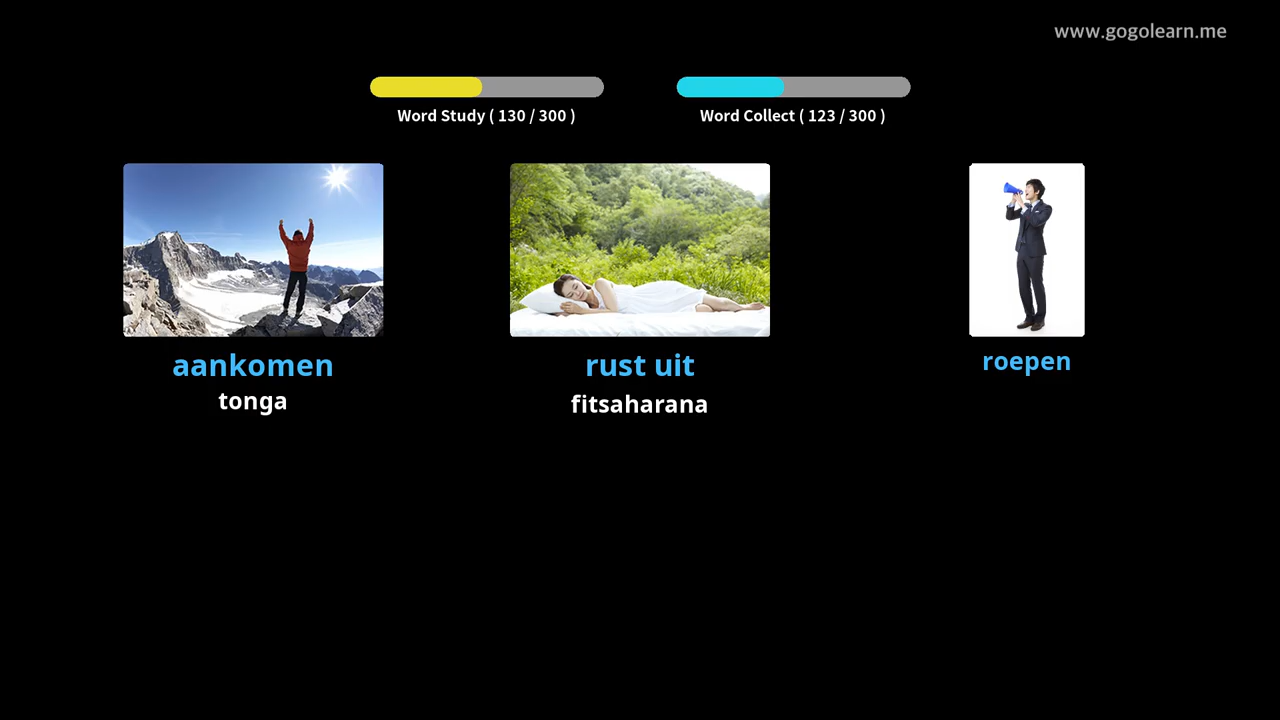 www.gogolearn.me
Word Study ( 130 / 300 )
Word Collect ( 123 / 300 )
aankomen
tonga
rust uit
fitsaharana
roepen